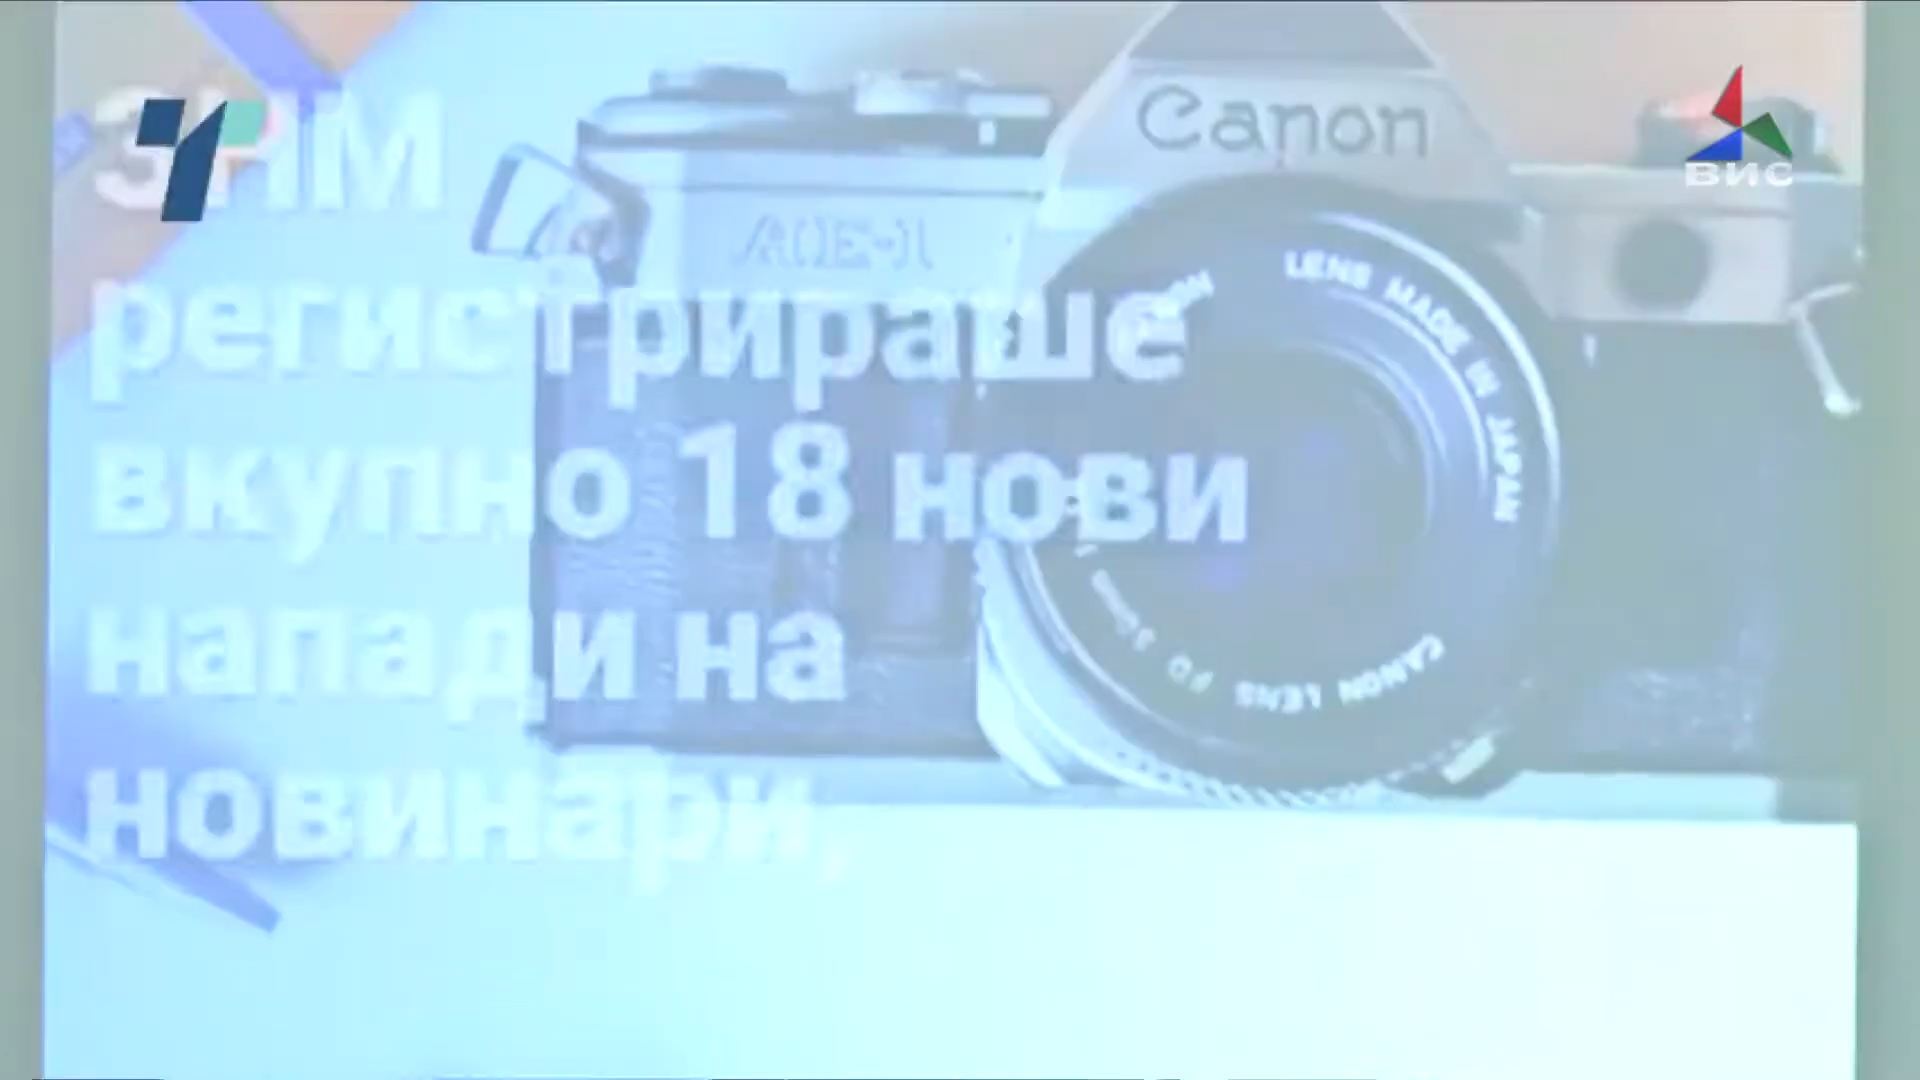 ЗНМ
регистрираше
вкупно 18 нови
напади на
новинари,
Canon
AE-1
LENS MADE IN JAPAN
CANON LENS FD
ВИС